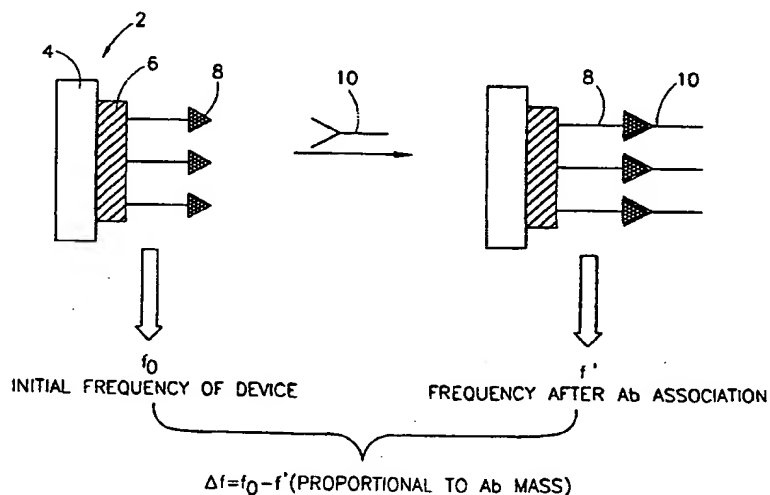 2
4
6
8
10
8
10
f0
INITIAL FREQUENCY OF DEVICE
f'
FREQUENCY AFTER Ab ASSOCIATION
Δf=f0-f'(PROPORTIONAL TO Ab MASS)